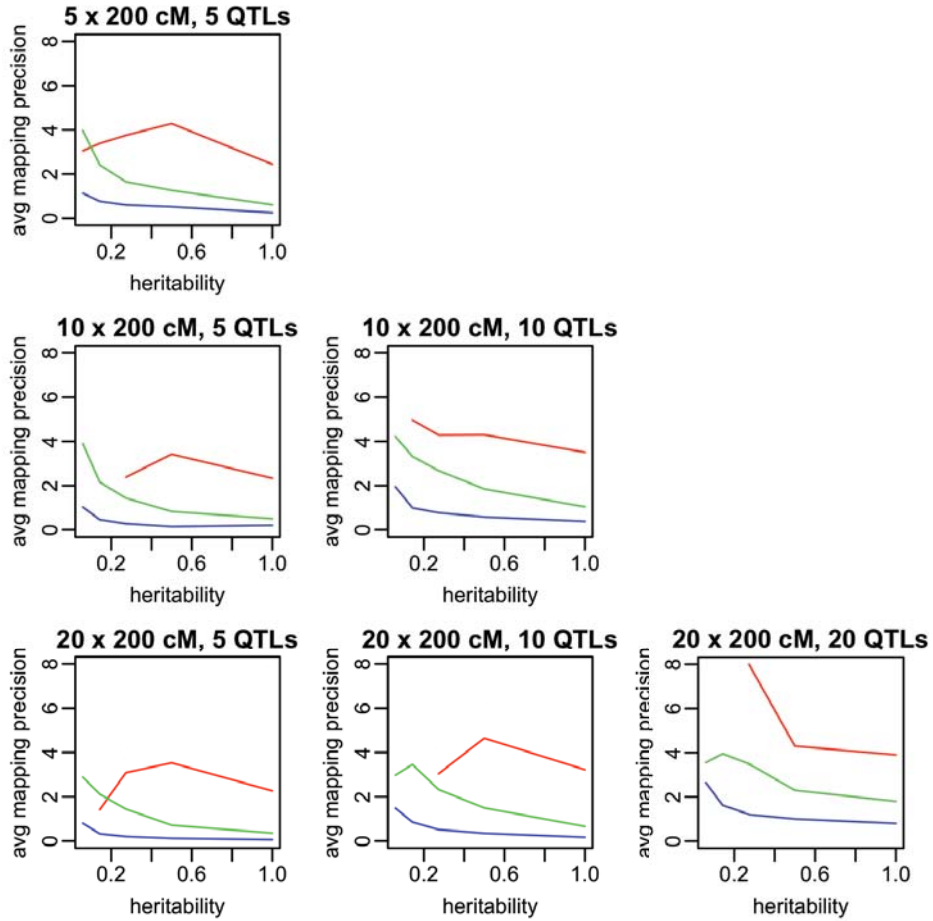 5 x 200 cM, 5 QTLs
avg mapping precision
8
6
4
2
0
0.2 0.6 1.0
heritability
10 x 200 cM, 5 QTLs
avg mapping precision
8
6
4
2
0
0.2 0.6 1.0
heritability
10 x 200 cM, 10 QTLs
avg mapping precision
8
6
4
2
0
0.2 0.6 1.0
heritability
20 x 200 cM, 5 QTLs
avg mapping precision
8
6
4
2
0
0.2 0.6 1.0
heritability
20 x 200 cM, 10 QTLs
avg mapping precision
8
6
4
2
0
0.2 0.6 1.0
heritability
20 x 200 cM, 20 QTLs
avg mapping precision
8
6
4
2
0
0.2 0.6 1.0
heritability